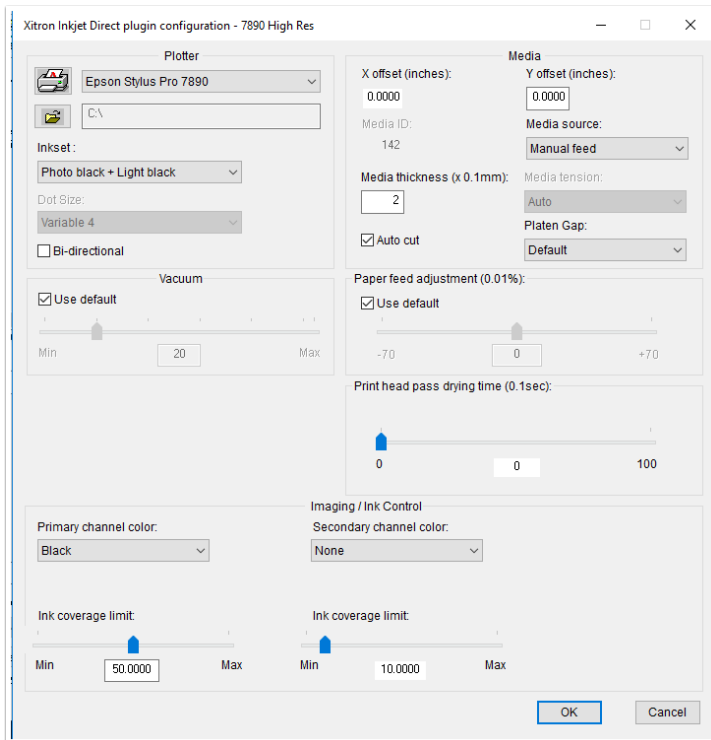 Xitron Inkjet Direct plugin configuration - 7890 High Res
Plotter
Epson Stylus Pro 7890
C:\
Inkset :
Photo black + Light black
Dot Size:
Variable 4
Bi-directional
Media
X offset (inches): Y offset (inches):
0.0000 0.0000
Media ID: Media source:
142 Manual feed
Media thickness (x 0.1mm): Media tension:
2 Auto
Auto cut Platen Gap:
Default
Vacuum
Use default
Min 20 Max
Paper feed adjustment (0.01%):
Use default
-70 0 +70
Print head pass drying time (0.1sec):
0 0 100
Imaging / Ink Control
Primary channel color: Secondary channel color:
Black None
Ink coverage limit: Ink coverage limit:
Min 50.0000 Max Min 10.0000 Max
OK Cancel